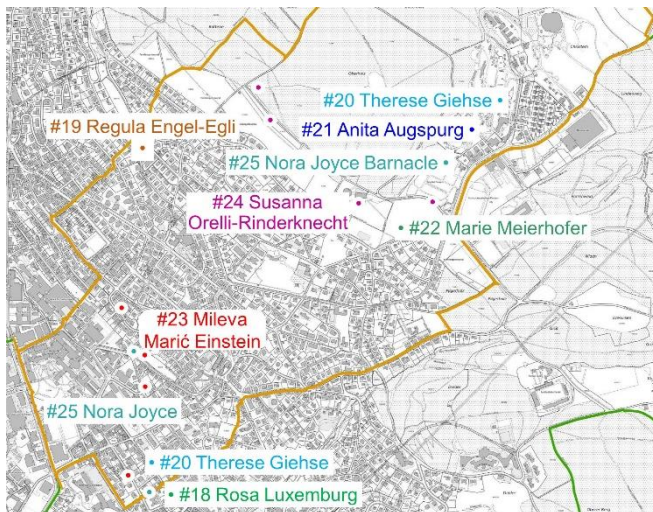 #20 Therese Giehse
#19 Regula Engel-Egli
#21 Anita Augspurg
#25 Nora Joyce Barnacle
#24 Susanna
Orelli-Rinderknecht
#22 Marie Meierhofer
#23 Mileva
Marić Einstein
#25 Nora Joyce
#20 Therese Giehse
#18 Rosa Luxemburg